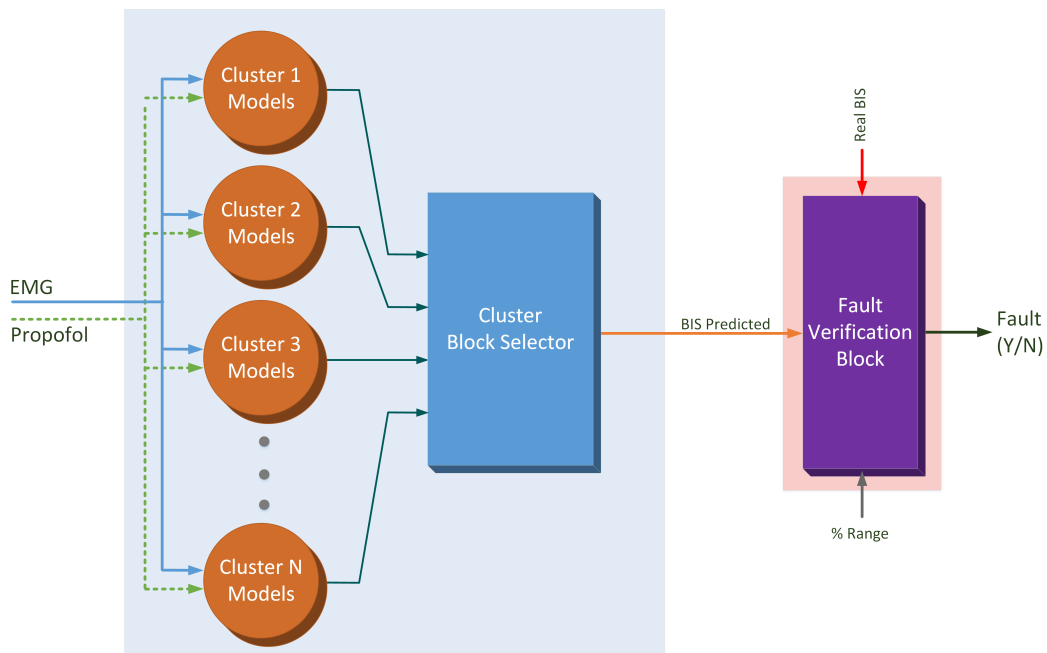 EMG
Propofol
Cluster 1
Models
Cluster 2
Models
Cluster 3
Models
Cluster N
Models
Cluster
Block Selector
BIS Predicted
Real BIS
Fault
Verification
Block
% Range
Fault
(Y/N)